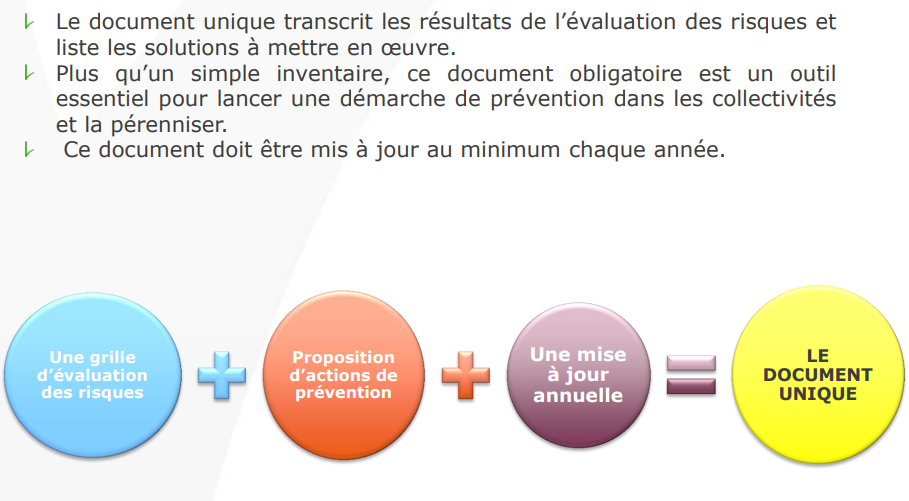 Le document unique transcrit les résultats de l’évaluation des risques et
liste les solutions à mettre en œuvre.
Plus qu’un simple inventaire, ce document obligatoire est un outil
essentiel pour lancer une démarche de prévention dans les collectivités
et la pérenniser.
Ce document doit être mis à jour au minimum chaque année.
Une grille
d’évaluation
des risques
Proposition
d’actions de
prévention
Une mise
à jour
annuelle
LE
DOCUMENT
UNIQUE